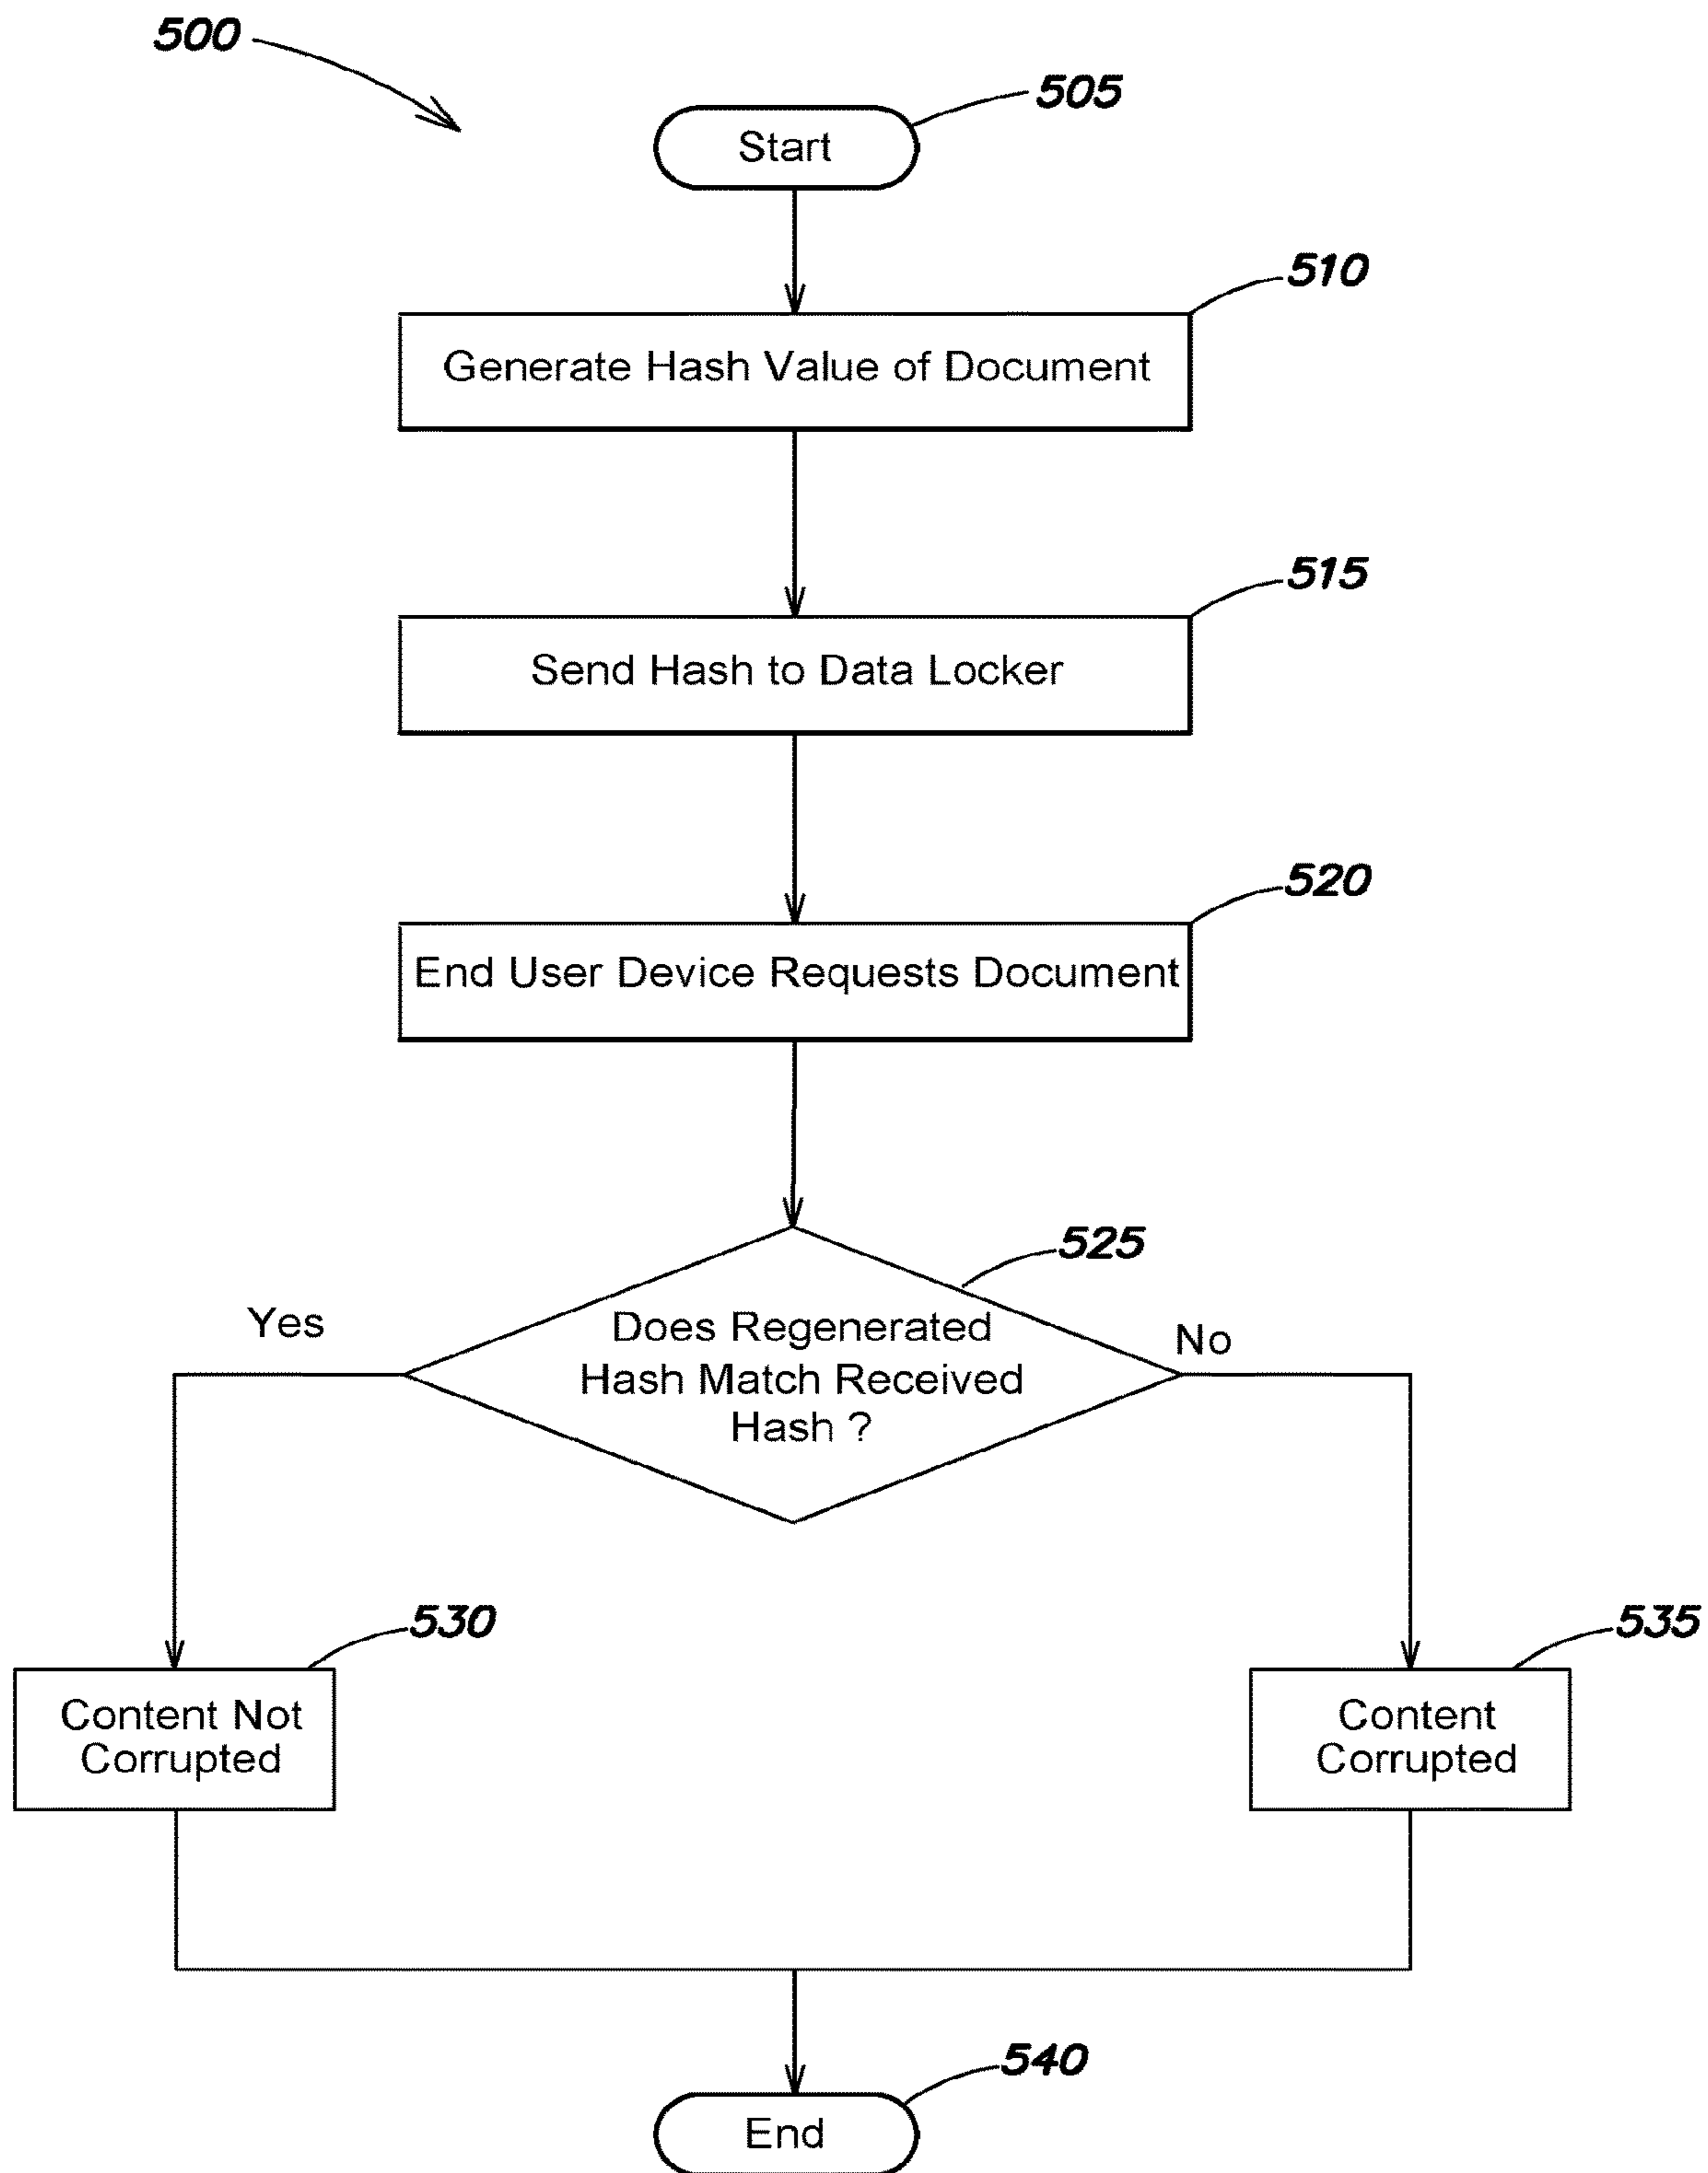 500
505
Start
510
Generate Hash Value of Document
515
Send Hash to Data Locker
520
End User Device Requests Document
525
Yes
Does Regenerated
Hash Match Received
Hash ?
No
530
535
Content Not
Corrupted
Content
Corrupted
540
End